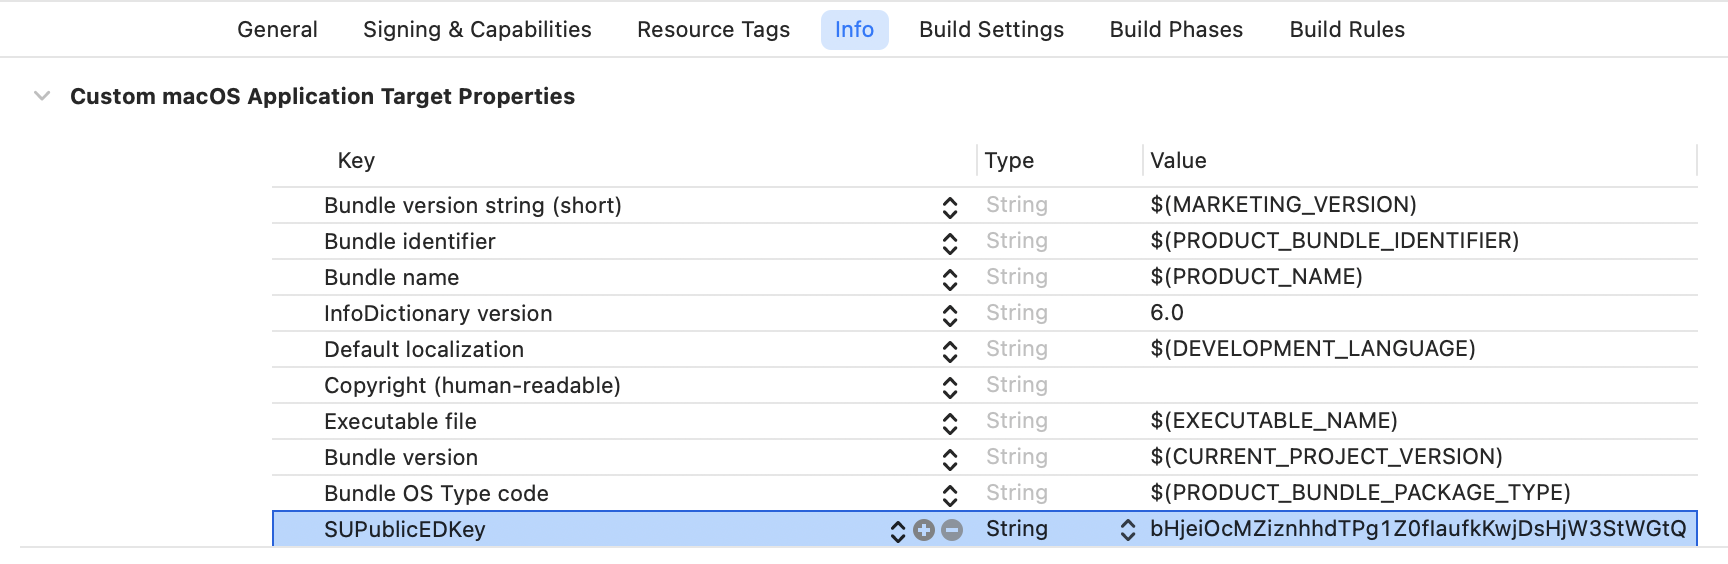 General Signing & Capabilities Resource Tags Info Build Settings Build Phases Build Rules
Custom macOS Application Target Properties
Key Type Value
Bundle version string (short) String $(MARKETING_VERSION)
Bundle identifier String $(PRODUCT_BUNDLE_IDENTIFIER)
Bundle name String $(PRODUCT_NAME)
InfoDictionary version String 6.0
Default localization String $(DEVELOPMENT_LANGUAGE)
Copyright (human-readable) String
Executable file String $(EXECUTABLE_NAME)
Bundle version String $(CURRENT_PROJECT_VERSION)
Bundle OS Type code String $(PRODUCT_BUNDLE_PACKAGE_TYPE)
SUPublicEDKey String bHjeiOcMZiznhhdTPg1Z0flaufkKwjDsHjW3StWGtQ